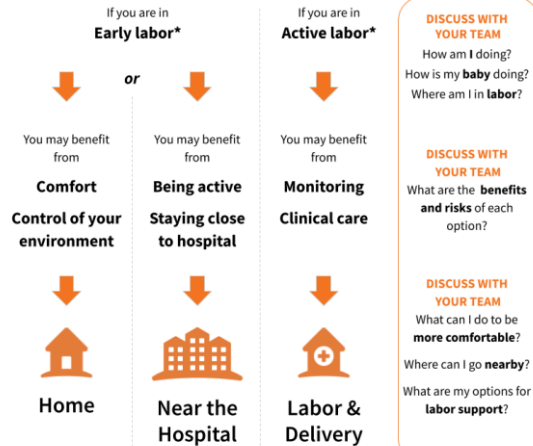 If you are in
Early labor*
or
You may benefit
from
Comfort
Control of your
environment
Home
You may benefit
from
Being active
Staying close
to hospital
Near the
Hospital
If you are in
Active labor*
You may benefit
from
Monitoring
Clinical care
Labor &
Delivery
DISCUSS WITH
YOUR TEAM
How am I doing?
How is my baby doing?
Where am I in labor?
DISCUSS WITH
YOUR TEAM
What are the benefits
and risks of each
option?
DISCUSS WITH
YOUR TEAM
What can I do to be
more comfortable?
Where can I go nearby?
What are my options for
labor support?